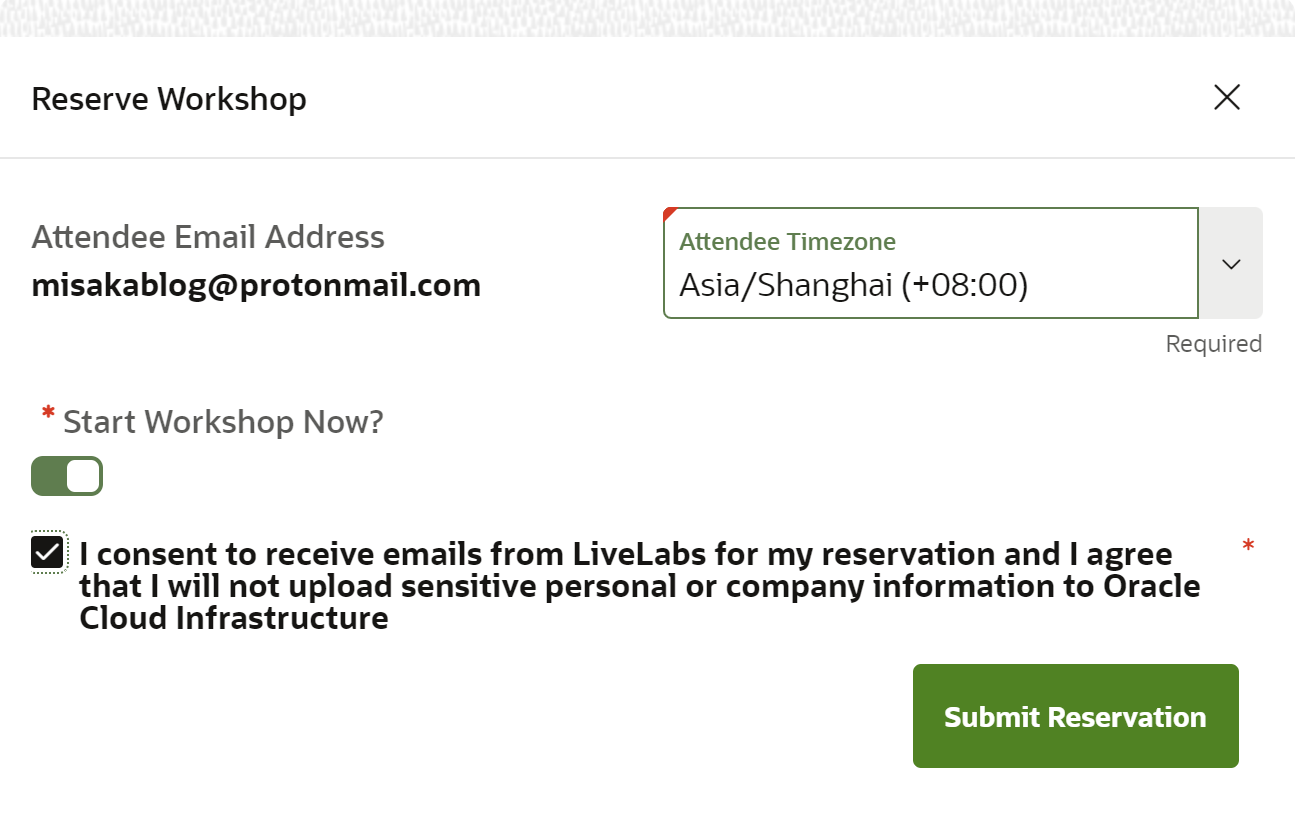 Reserve Workshop
Attendee Email Address
misakablog@protonmail.com
Attendee Timezone
Asia/Shanghai (+08:00)
Required
* Start Workshop Now?
I consent to receive emails from LiveLabs for my reservation and I agree *
that I will not upload sensitive personal or company information to Oracle
Cloud Infrastructure
Submit Reservation